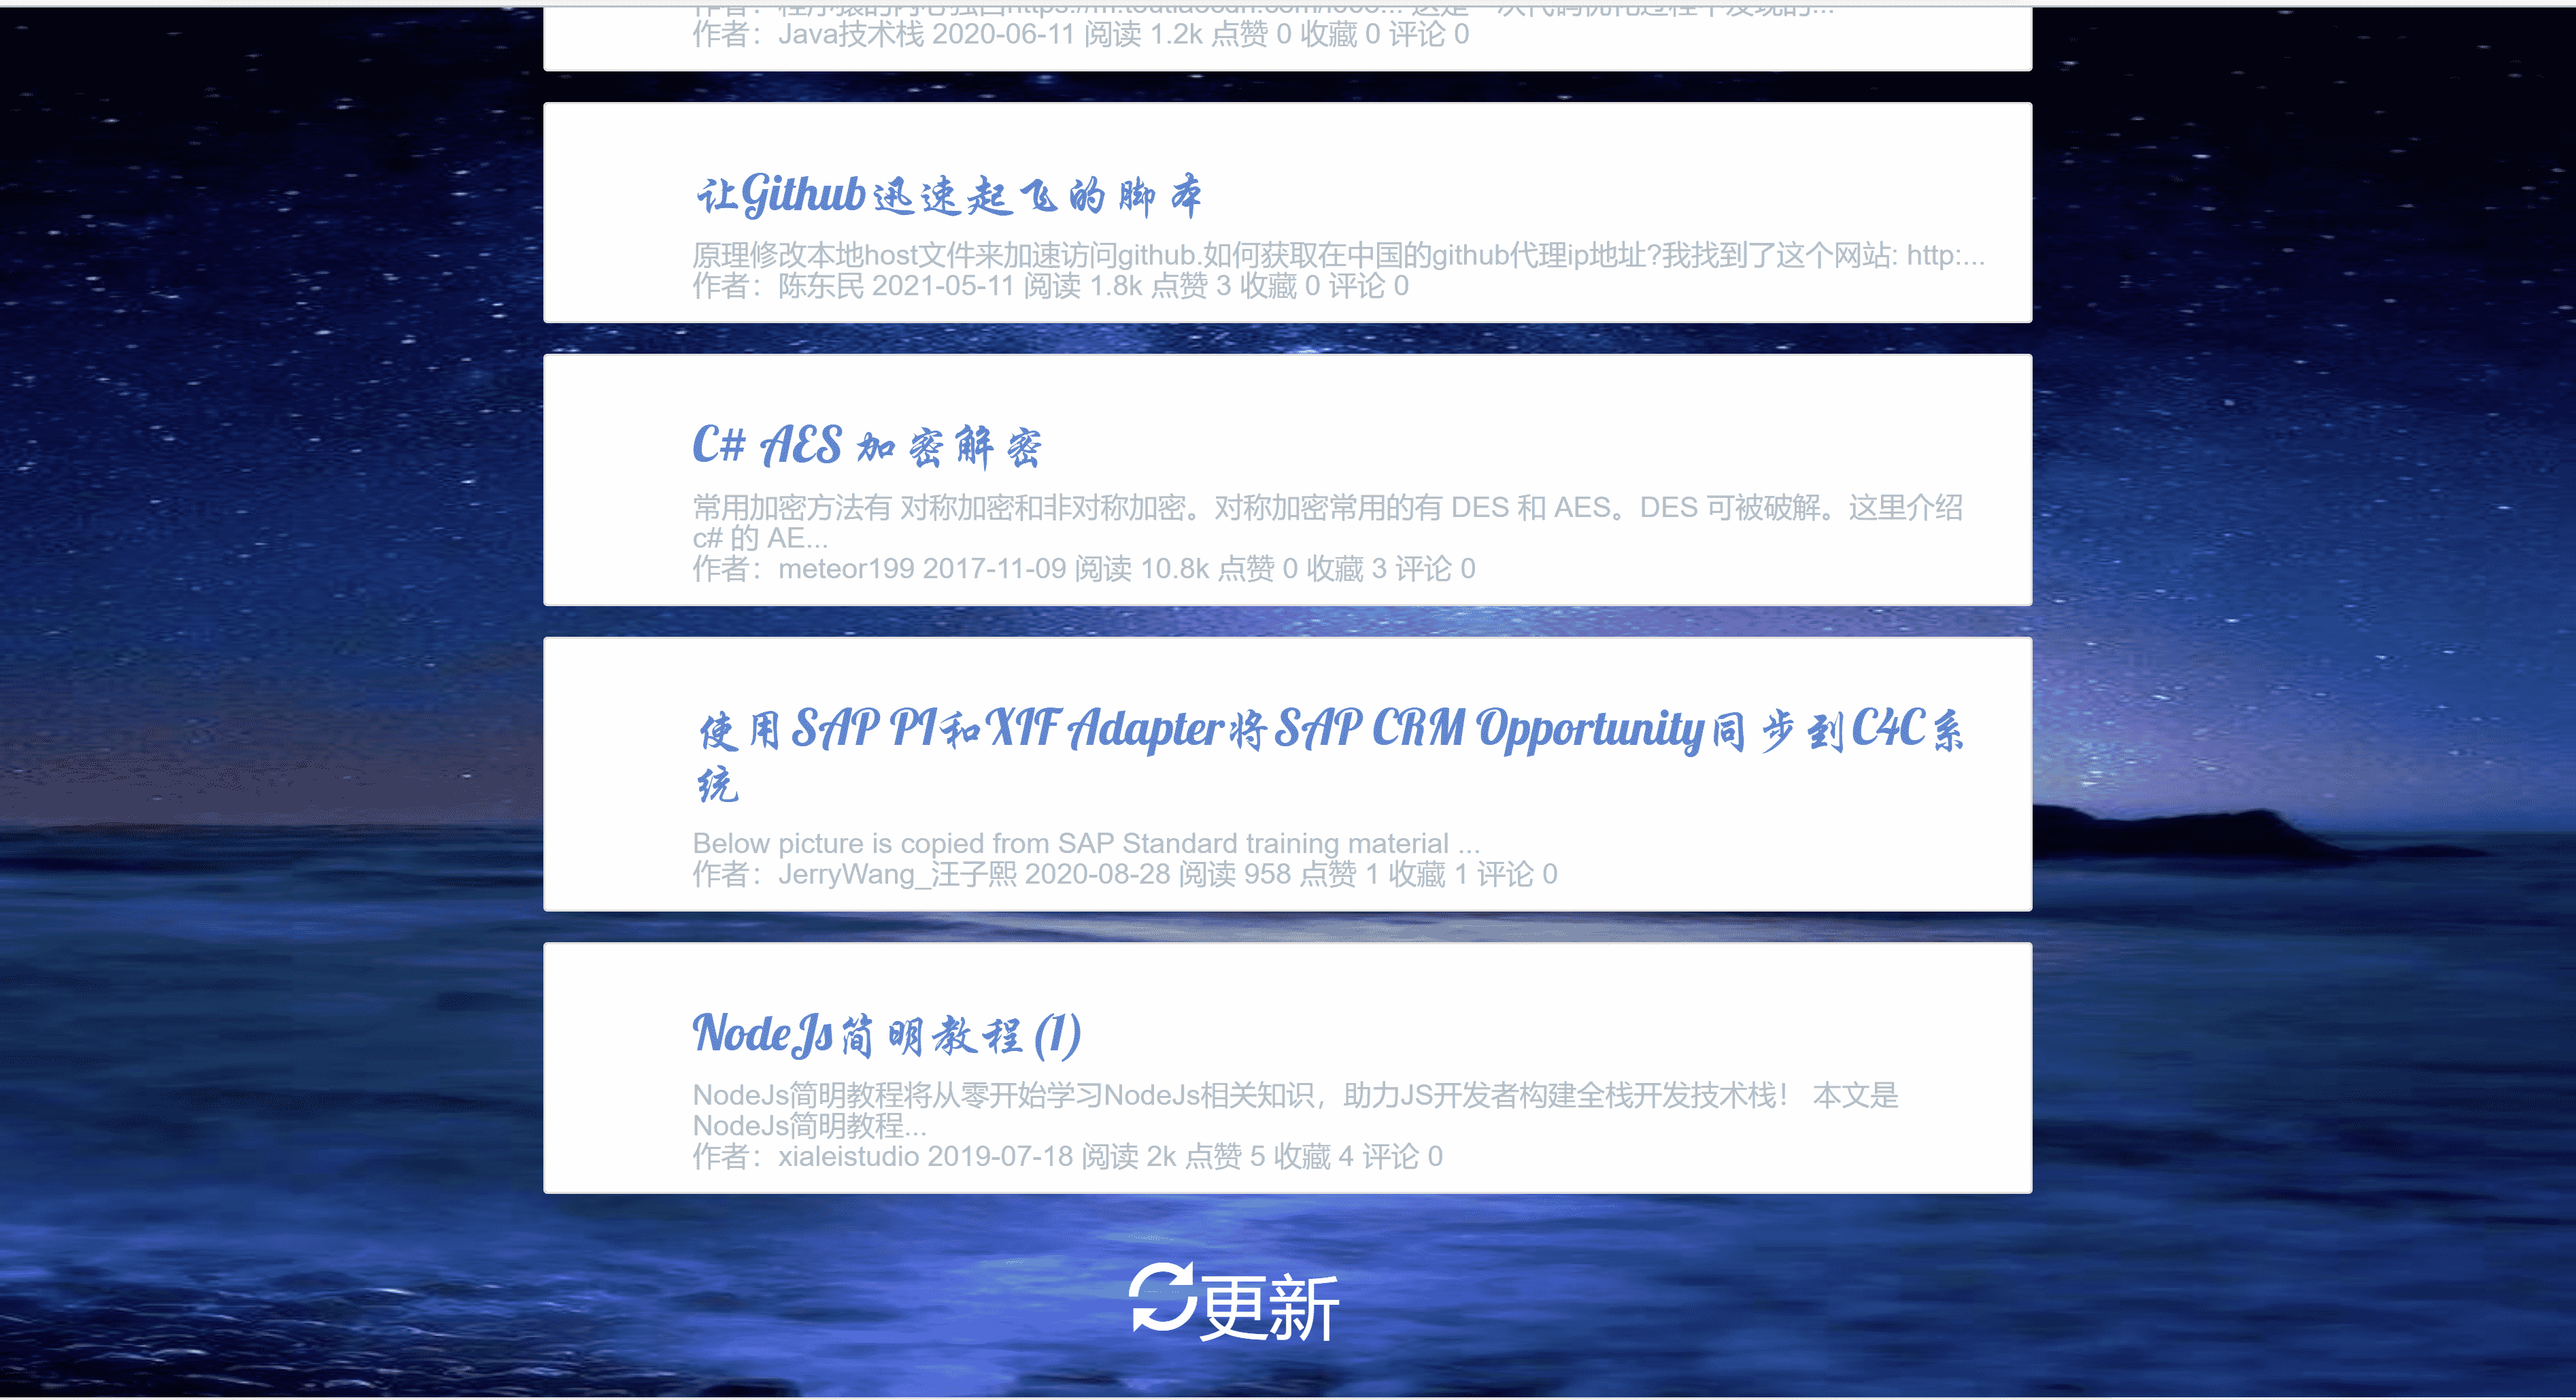 作者：Java技术栈 2020-06-11 阅读 1.2k 点赞 0 收藏 0 评论 0
让Github迅速起飞的脚本
原理修改本地host文件来加速访问github.如何获取在中国的github代理ip地址?我找到了这个网站: http:...
作者：陈东民 2021-05-11 阅读 1.8k 点赞 3 收藏 0 评论 0
C# AES 加密解密
常用加密方法有 对称加密和非对称加密。对称加密常用的有 DES 和 AES。DES 可被破解。这里介绍
c# 的 AE...
作者：meteor199 2017-11-09 阅读 10.8k 点赞 0 收藏 3 评论 0
使用SAP PI和XIF Adapter将SAP CRM Opportunity同步到C4C系
统
Below picture is copied from SAP Standard training material ...
作者：JerryWang_汪子熙 2020-08-28 阅读 958 点赞 1 收藏 1 评论 0
NodeJs简明教程(1)
NodeJs简明教程将从零开始学习NodeJs相关知识，助力JS开发者构建全栈开发技术栈！ 本文是
NodeJs简明教程...
作者：xialeistudio 2019-07-18 阅读 2k 点赞 5 收藏 4 评论 0
更新